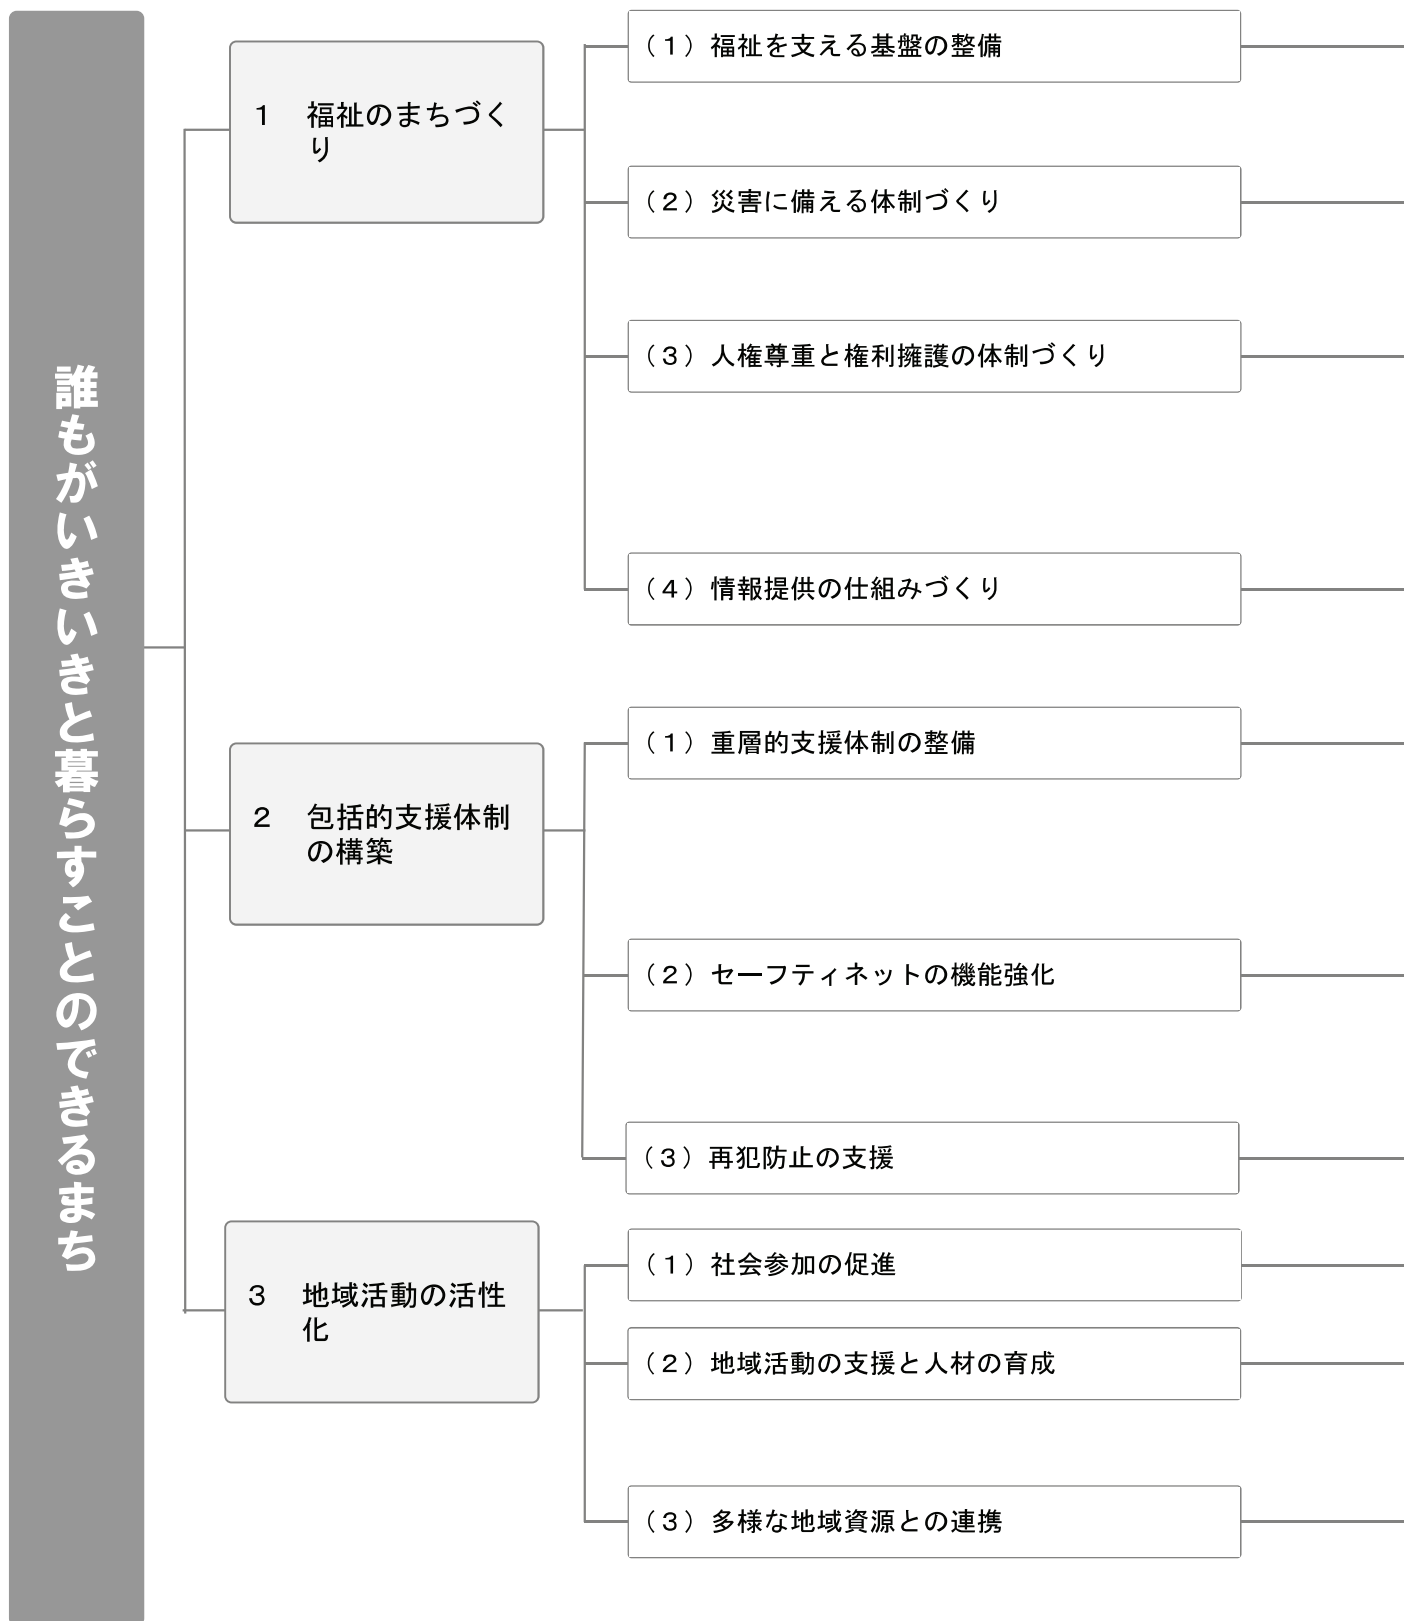 誰もがいきいきと暮らすことのできるまち
1　福祉のまちづく
り
（1）福祉を支える基盤の整備
（2）災害に備える体制づくり
（3）人権尊重と権利擁護の体制づくり
（4）情報提供の仕組みづくり
2　包括的支援体制
の構築
（1）重層的支援体制の整備
（2）セーフティネットの機能強化
（3）再犯防止の支援
3　地域活動の活性
化
（1）社会参加の促進
（2）地域活動の支援と人材の育成
（3）多様な地域資源との連携